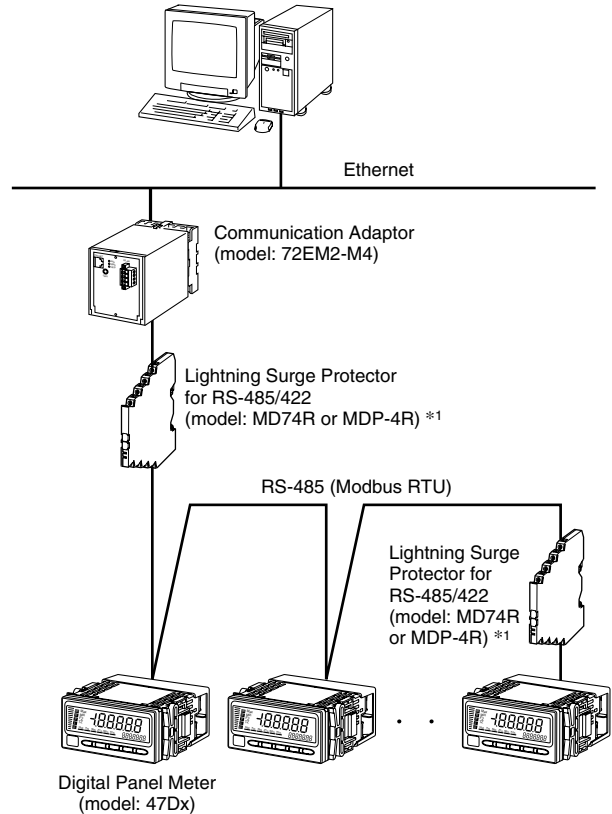 Ethernet
Communication Adaptor
(model: 72EM2-M4)
Lightning Surge Protector
for RS-485/422
(model: MD74R or MDP-4R) *1
RS-485 (Modbus RTU)
Lightning Surge
Protector for
RS-485/422
(model: MD74R
or MDP-4R) *1
Digital Panel Meter
(model: 47Dx)